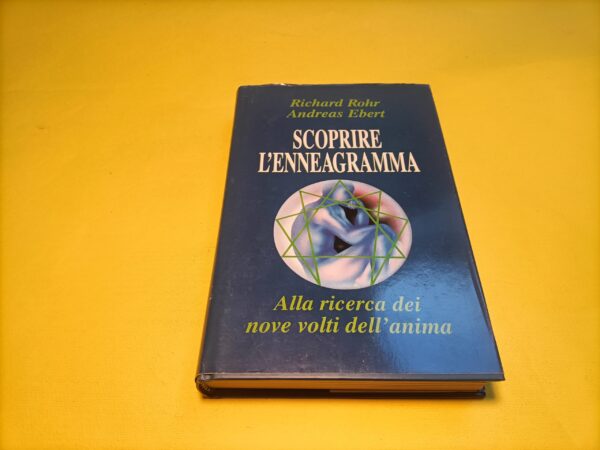 Richard Rohr
Andreas Ebert
SCOPRIRE
L'ENNEAGRAMMA
Alla ricerca dei
nove volti dell'anima